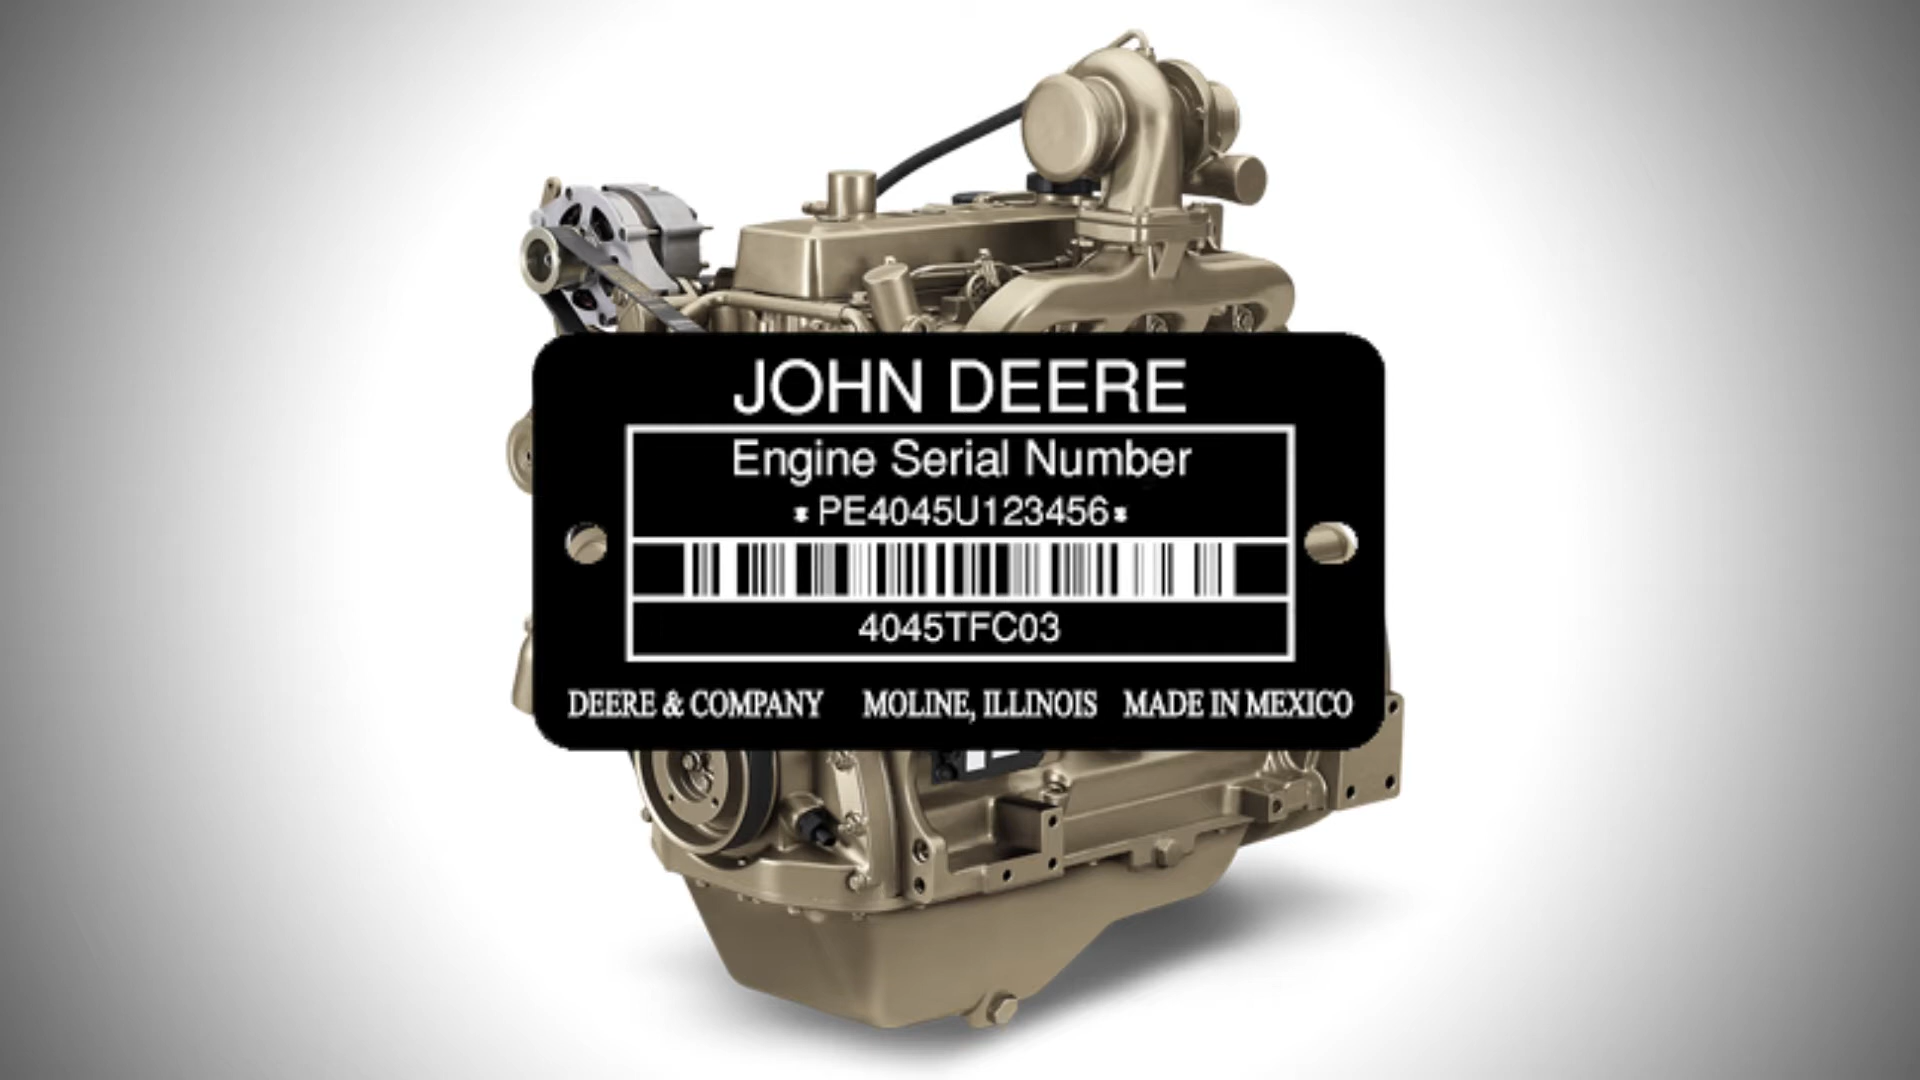 JOHN DEERE
Engine Serial Number
*PE4045U123456*
4045TFC03
DEERE & COMPANY MOLINE, ILLINOIS MADE IN MEXICO